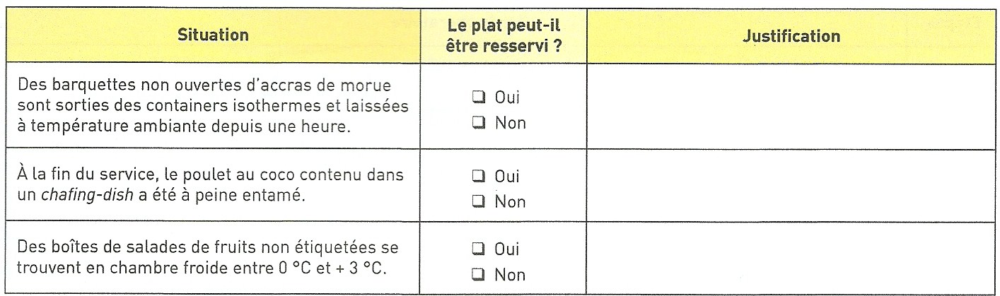 Situation
Le plat peut-il
être resservi ?
Justification
Des barquettes non ouvertes d'accras de morue
sont sorties des containers isothermes et laissées
à température ambiante depuis une heure.
❑ Oui
❑ Non
À la fin du service, le poulet au coco contenu dans
un chafing-dish a été à peine entamé.
❑ Oui
❑ Non
Des boîtes de salades de fruits non étiquetées se
trouvent en chambre froide entre 0 °C et + 3 °C.
❑ Oui
❑ Non